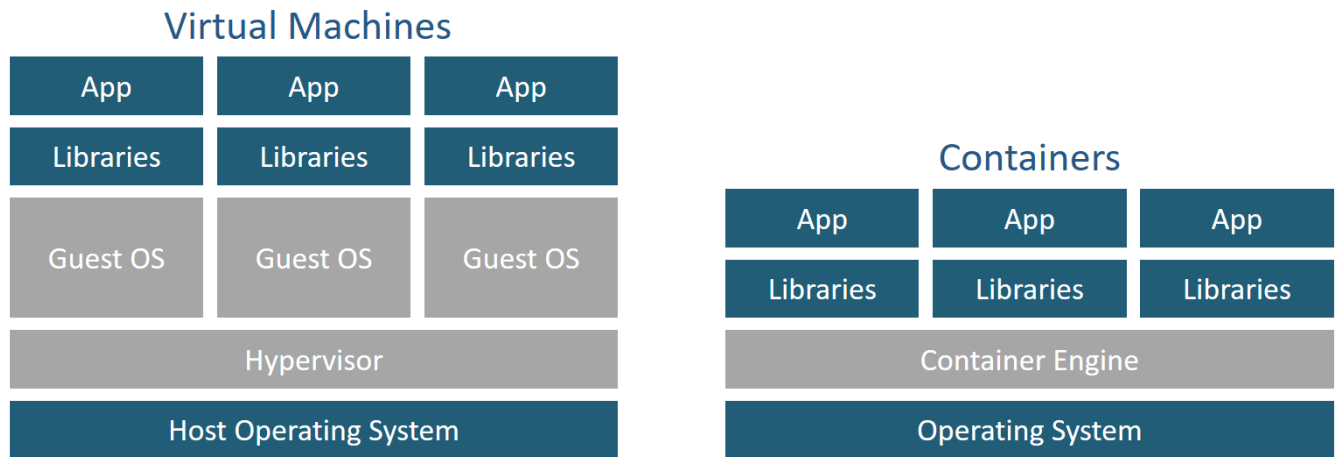 Virtual Machines
App App App
Libraries Libraries Libraries
Guest OS Guest OS Guest OS
Hypervisor
Host Operating System
Containers
App App App
Libraries Libraries Libraries
Container Engine
Operating System